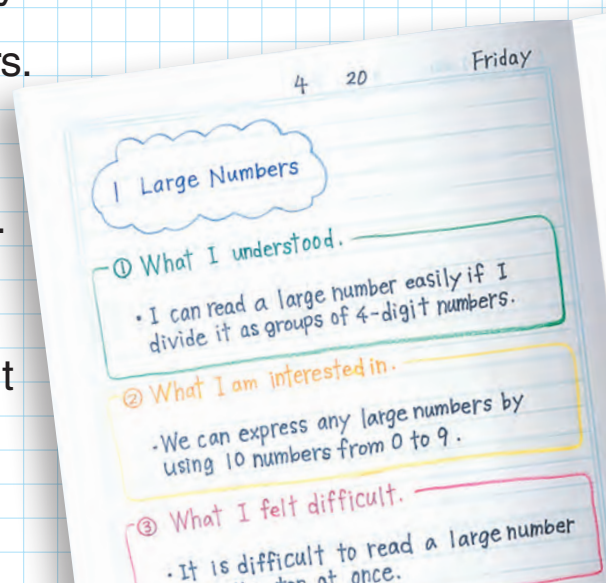 s.
.
t
4 20 Friday
1 Large Numbers
① What I understood.
· I can read a large number easily if I
divide it as groups of 4-digit numbers.
② What I am interested in.
· We can express any large numbers by
using 10 numbers from 0 to 9.
③ What I felt difficult.
· It is difficult to read a large number
at once.